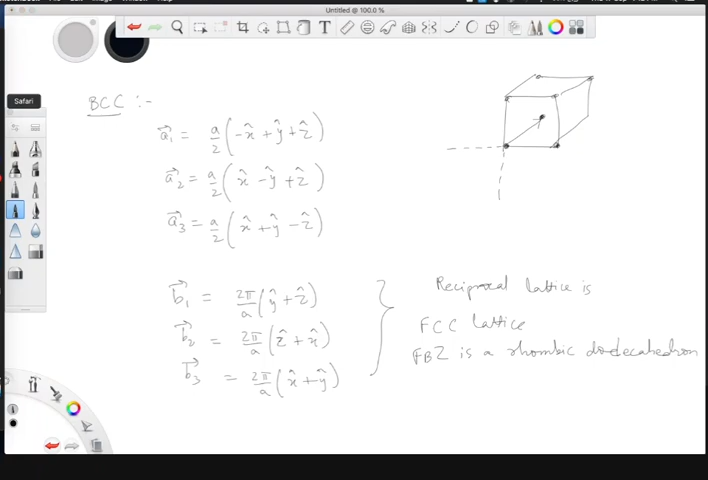 Untitled @ 100.0 %
Safari
BCC :-
a⃗1 = a/2 (-x̂ + ŷ + ẑ)
a⃗2 = a/2 (x̂ - ŷ + ẑ)
a⃗3 = a/2 (x̂ + ŷ - ẑ)
b⃗1 = 2π/a (ŷ + ẑ)
b⃗2 = 2π/a (ẑ + x̂)
b⃗3 = 2π/a (x̂ + ŷ)
Reciprocal lattice is
FCC lattice
FBZ is a rhombic dodecahedron